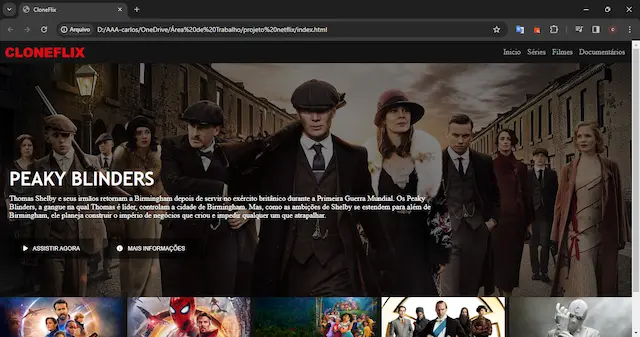 CloneFlix
Arquivo D:/AAA-carlos/OneDrive/Área%20de%20Trabalho/projeto%20netflix/index.html
CLONEFLIX
Inicio Séries Filmes Documentários
PEAKY BLINDERS
Thomas Shelby e seus irmãos retornam a Birmingham depois de servir no exército britânico durante a Primeira Guerra Mundial. Os Peaky
Blinders, a gangue na qual Thomas é líder, controlam a cidade de Birmingham. Mas, como as ambições de Shelby se estendem para além de
Birmingham, ele planeja construir o império de negócios que criou e impedir qualquer um que atrapalhar.
ASSISTIR AGORA MAIS INFORMAÇÕES